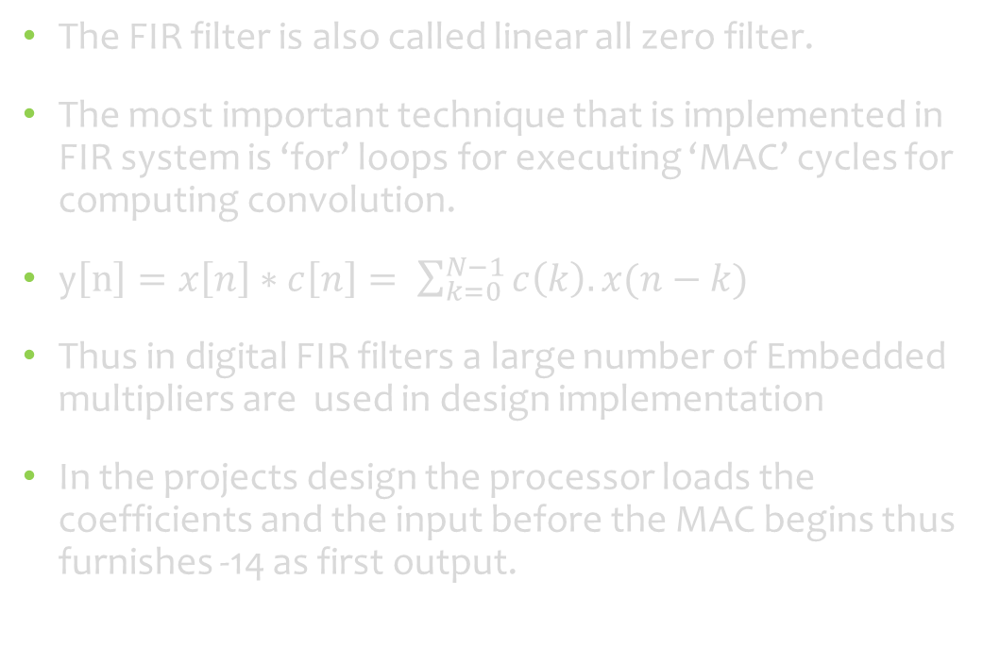 • The FIR filter is also called linear all zero filter.
• The most important technique that is implemented in
FIR system is ‘for’ loops for executing ‘MAC’ cycles for
computing convolution.
• y[n] = x[n] ∗ c[n] = ∑_{k=0}^{N−1} c(k). x(n − k)
• Thus in digital FIR filters a large number of Embedded
multipliers are used in design implementation
• In the projects design the processor loads the
coefficients and the input before the MAC begins thus
furnishes -14 as first output.